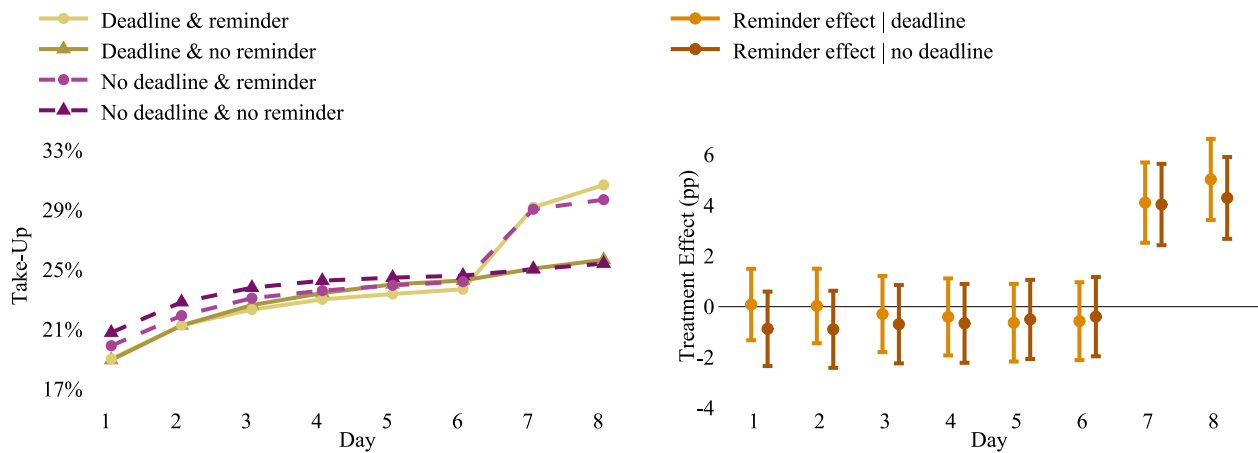 Deadline & reminder
Deadline & no reminder
No deadline & reminder
No deadline & no reminder
33%
29%
25%
21%
17%
Take-Up
1 2 3 4 5 6 7 8
Day
Reminder effect | deadline
Reminder effect | no deadline
6
4
2
0
-2
-4
Treatment Effect (pp)
1 2 3 4 5 6 7 8
Day